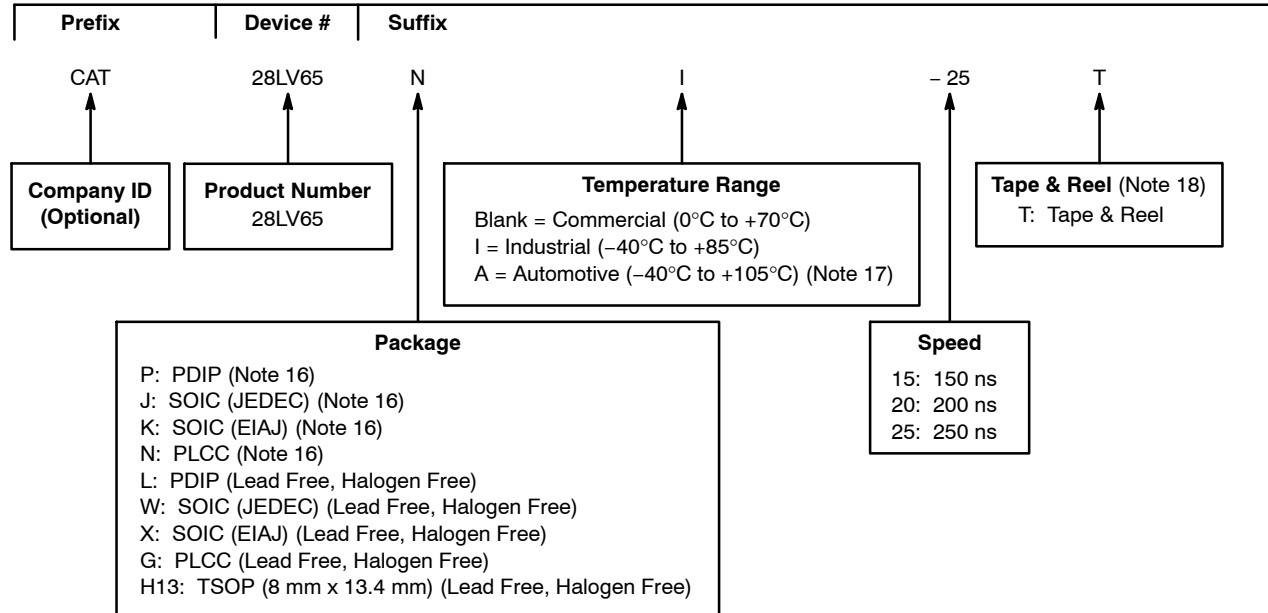 Prefix Device # Suffix
CAT 28LV65 N I – 25 T
Company ID
(Optional)
Product Number
28LV65
Temperature Range
Blank = Commercial (0°C to +70°C)
I = Industrial (−40°C to +85°C)
A = Automotive (−40°C to +105°C) (Note 17)
Tape & Reel (Note 18)
T: Tape & Reel
Package
P: PDIP (Note 16)
J: SOIC (JEDEC) (Note 16)
K: SOIC (EIAJ) (Note 16)
N: PLCC (Note 16)
L: PDIP (Lead Free, Halogen Free)
W: SOIC (JEDEC) (Lead Free, Halogen Free)
X: SOIC (EIAJ) (Lead Free, Halogen Free)
G: PLCC (Lead Free, Halogen Free)
H13: TSOP (8 mm x 13.4 mm) (Lead Free, Halogen Free)
Speed
15: 150 ns
20: 200 ns
25: 250 ns